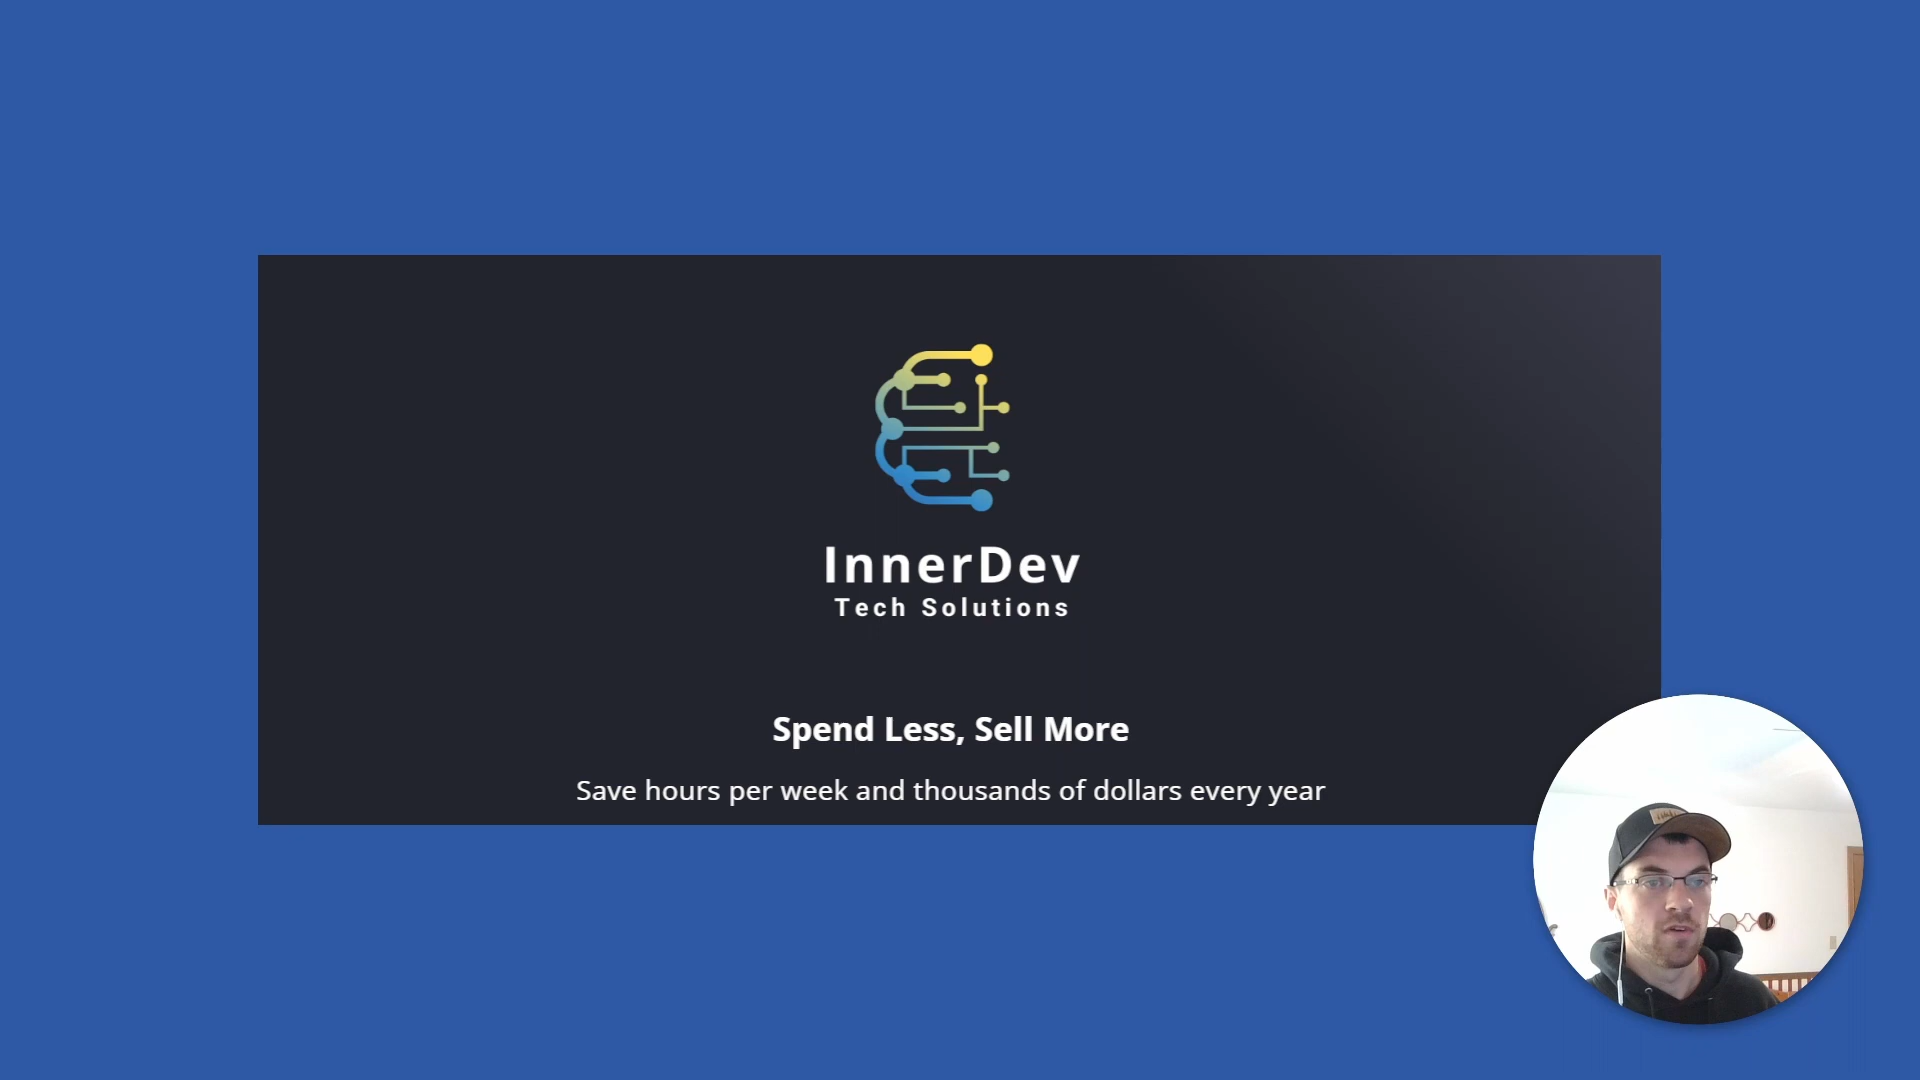 InnerDev
Tech Solutions
Spend Less, Sell More
Save hours per week and thousands of dollars every year